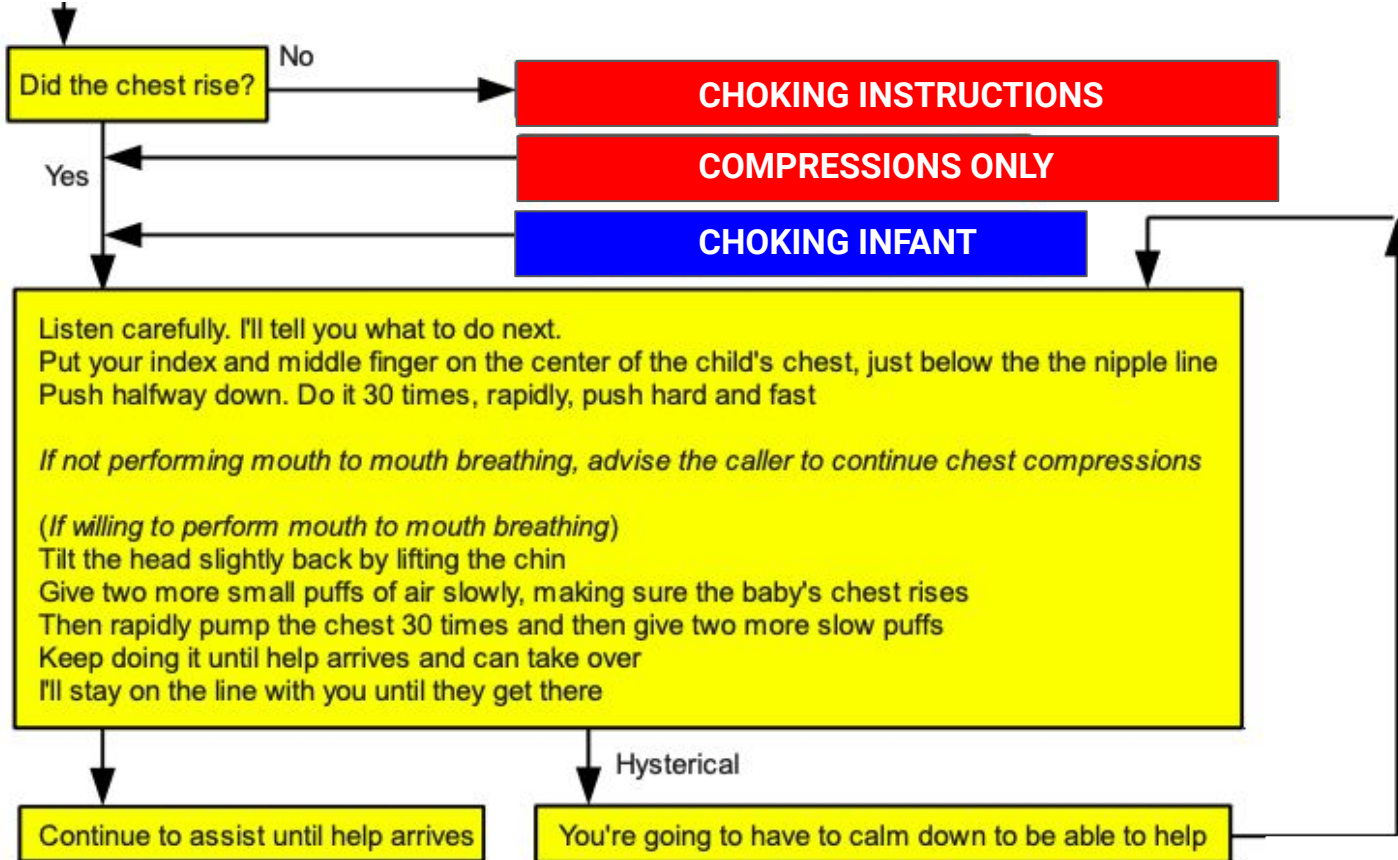 Did the chest rise?
No
CHOKING INSTRUCTIONS
Yes
COMPRESSIONS ONLY
CHOKING INFANT
Listen carefully. I'll tell you what to do next.
Put your index and middle finger on the center of the child's chest, just below the the nipple line
Push halfway down. Do it 30 times, rapidly, push hard and fast
If not performing mouth to mouth breathing, advise the caller to continue chest compressions
(If willing to perform mouth to mouth breathing)
Tilt the head slightly back by lifting the chin
Give two more small puffs of air slowly, making sure the baby's chest rises
Then rapidly pump the chest 30 times and then give two more slow puffs
Keep doing it until help arrives and can take over
I'll stay on the line with you until they get there
Hysterical
Continue to assist until help arrives
You're going to have to calm down to be able to help